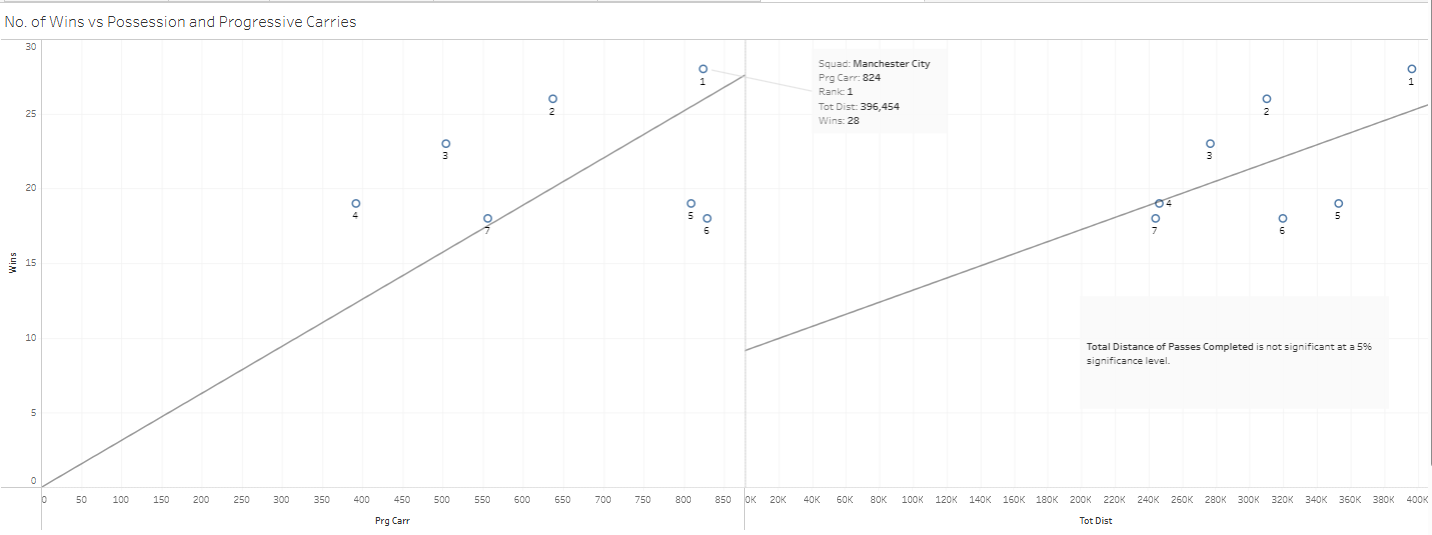 No. of Wins vs Possession and Progressive Carries
30
25
20
15
10
5
0
Wins
1
2
3
4
5
6
7
0 50 100 150 200 250 300 350 400 450 500 550 600 650 700 750 800 850
Prg Carr
Squad: Manchester City
Prg Carr: 824
Rank: 1
Tot Dist: 396,454
Wins: 28
1
2
3
4
5
6
7
Total Distance of Passes Completed is not significant at a 5%
significance level.
0K 20K 40K 60K 80K 100K 120K 140K 160K 180K 200K 220K 240K 260K 280K 300K 320K 340K 360K 380K 400K
Tot Dist